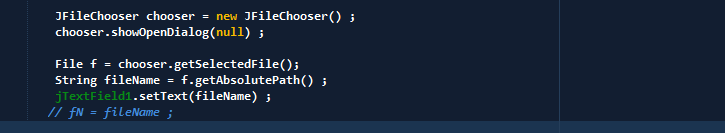 JFileChooser chooser = new JFileChooser() ;
chooser.showOpenDialog(null) ;
File f = chooser.getSelectedFile();
String fileName = f.getAbsolutePath() ;
jTextField1.setText(fileName) ;
// fN = fileName ;